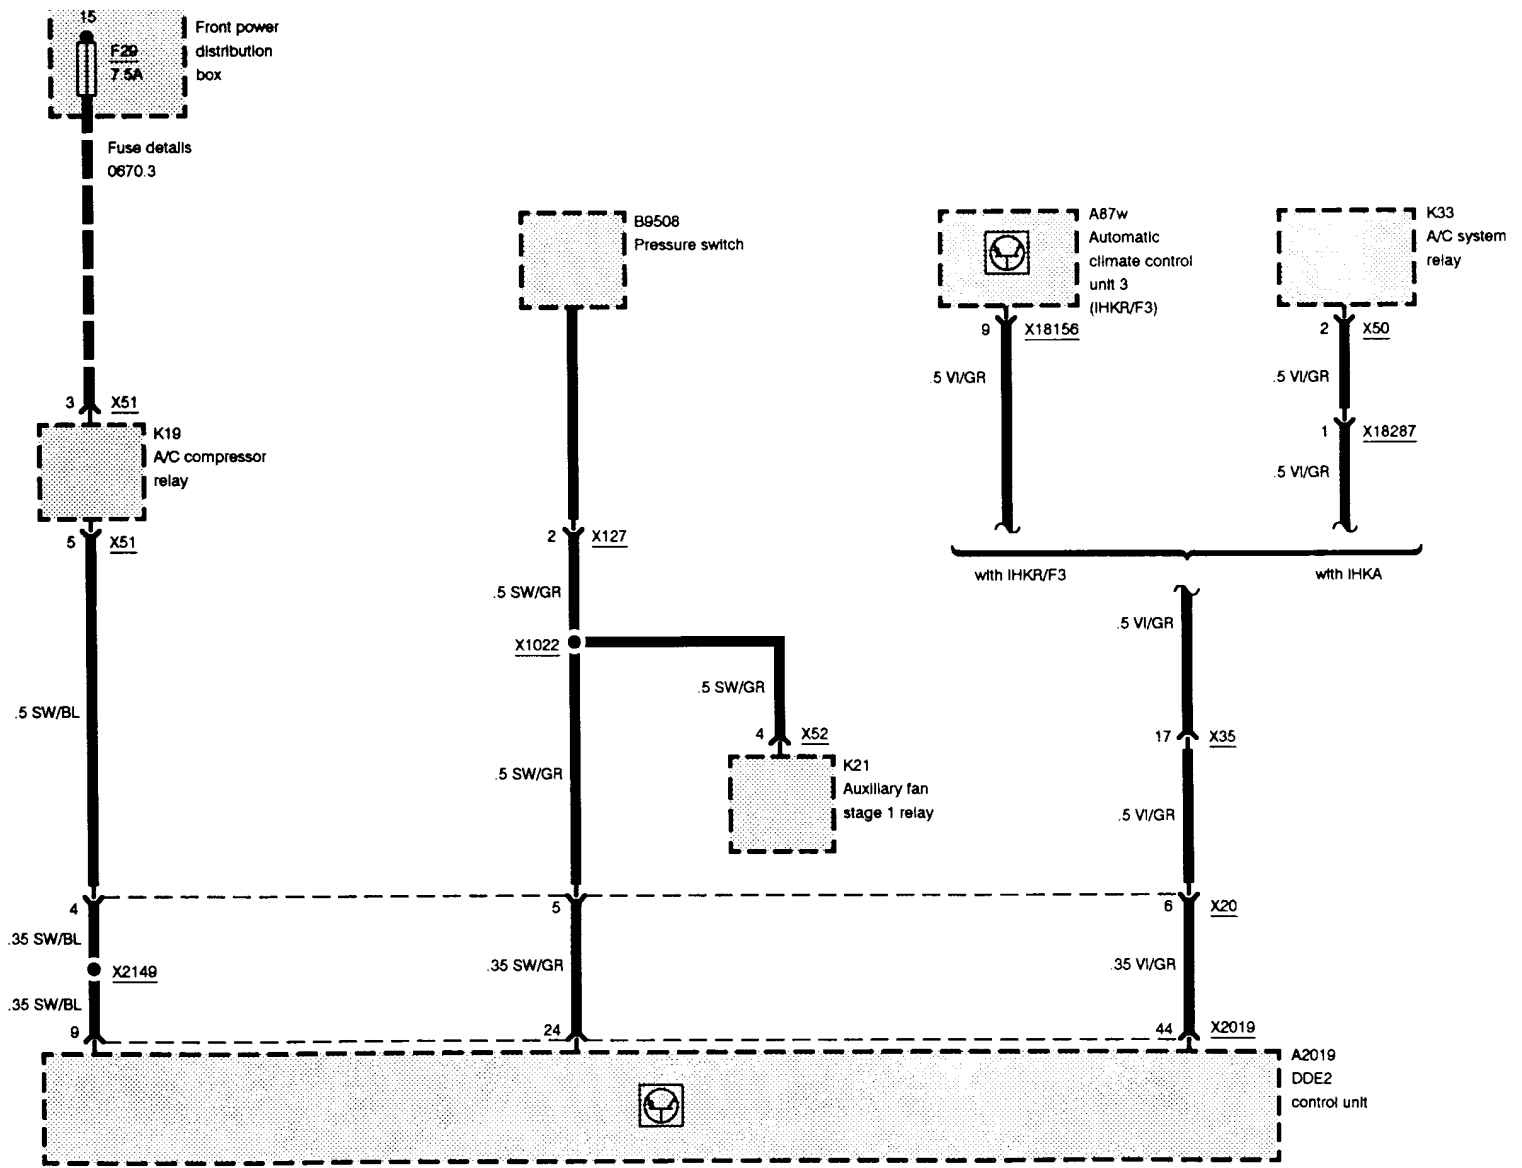 15
F29
7.5A
Front power
distribution
box
Fuse details
0670.3
B9508
Pressure switch
A87w
Automatic
climate control
unit 3
(IHKR/F3)
K33
A/C system
relay
9 X18156
2 X50
.5 VI/GR
.5 VI/GR
3 X51
1 X18287
K19
A/C compressor
relay
.5 VI/GR
5 X51
2 X127
with IHKR/F3
with IHKA
.5 SW/GR
.5 VI/GR
X1022
.5 SW/GR
.5 SW/BL
4 X52
17 X35
K21
Auxiliary fan
stage 1 relay
.5 SW/GR
.5 VI/GR
4
5
6 X20
.35 SW/BL
.35 SW/GR
.35 VI/GR
X2149
.35 SW/BL
9
24
44 X2019
A2019
DDE2
control unit